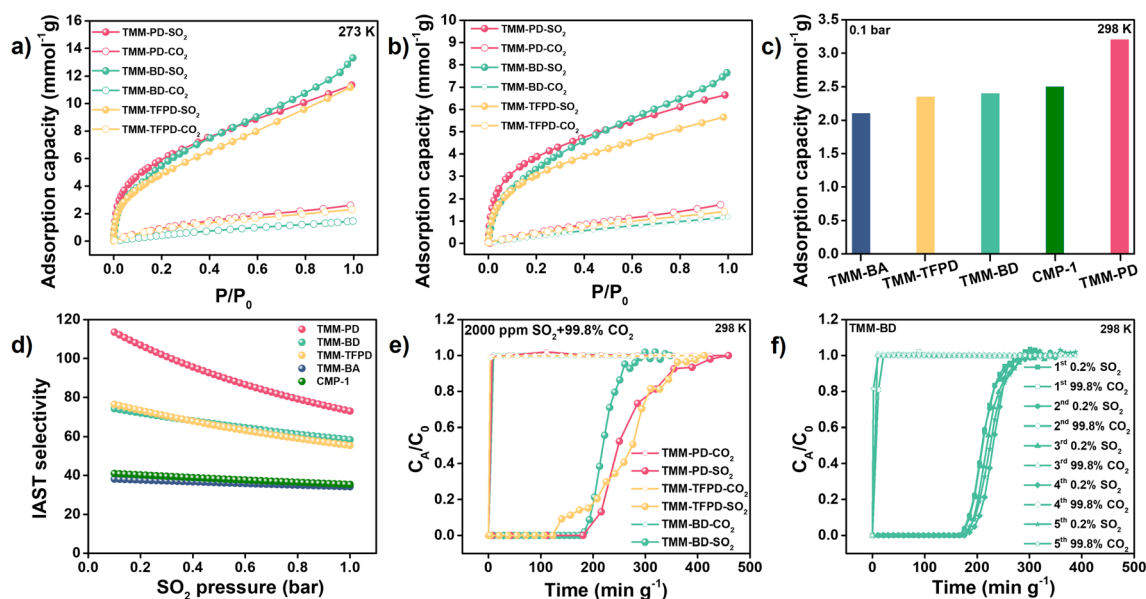 a)
273 K
TMM-PD-SO₂
TMM-PD-CO₂
TMM-BD-SO₂
TMM-BD-CO₂
TMM-TFPD-SO₂
TMM-TFPD-CO₂
Adsorption capacity (mmol⁻¹g)
16
14
12
10
8
6
4
2
0
0.0 0.2 0.4 0.6 0.8 1.0
P/P₀
b)
TMM-PD-SO₂
TMM-PD-CO₂
TMM-BD-SO₂
TMM-BD-CO₂
TMM-TFPD-SO₂
TMM-TFPD-CO₂
Adsorption capacity (mmol⁻¹g)
10
9
8
7
6
5
4
3
2
1
0
0.0 0.2 0.4 0.6 0.8 1.0
P/P₀
c)
0.1 bar 298 K
Adsorption capacity (mmol⁻¹g)
3.5
3.0
2.5
2.0
1.5
1.0
0.5
0.0
TMM-BA TMM-TFPD TMM-BD CMP-1 TMM-PD
d)
TMM-PD
TMM-BD
TMM-TFPD
TMM-BA
CMP-1
IAST selectivity
120
100
80
60
40
20
0
0.0 0.2 0.4 0.6 0.8 1.0
SO₂ pressure (bar)
e)
2000 ppm SO₂+99.8% CO₂ 298 K
TMM-PD-CO₂
TMM-PD-SO₂
TMM-TFPD-CO₂
TMM-TFPD-SO₂
TMM-BD-CO₂
TMM-BD-SO₂
C_A/C₀
1.2
1.0
0.8
0.6
0.4
0.2
0.0
0 100 200 300 400 500
Time (min g⁻¹)
f)
TMM-BD 298 K
1ˢᵗ 0.2% SO₂
1ˢᵗ 99.8% CO₂
2ⁿᵈ 0.2% SO₂
2ⁿᵈ 99.8% CO₂
3ʳᵈ 0.2% SO₂
3ʳᵈ 99.8% CO₂
4ᵗʰ 0.2% SO₂
4ᵗʰ 99.8% CO₂
5ᵗʰ 0.2% SO₂
5ᵗʰ 99.8% CO₂
C_A/C₀
1.2
1.0
0.8
0.6
0.4
0.2
0.0
0 100 200 300 400 500 600
Time (min g⁻¹)